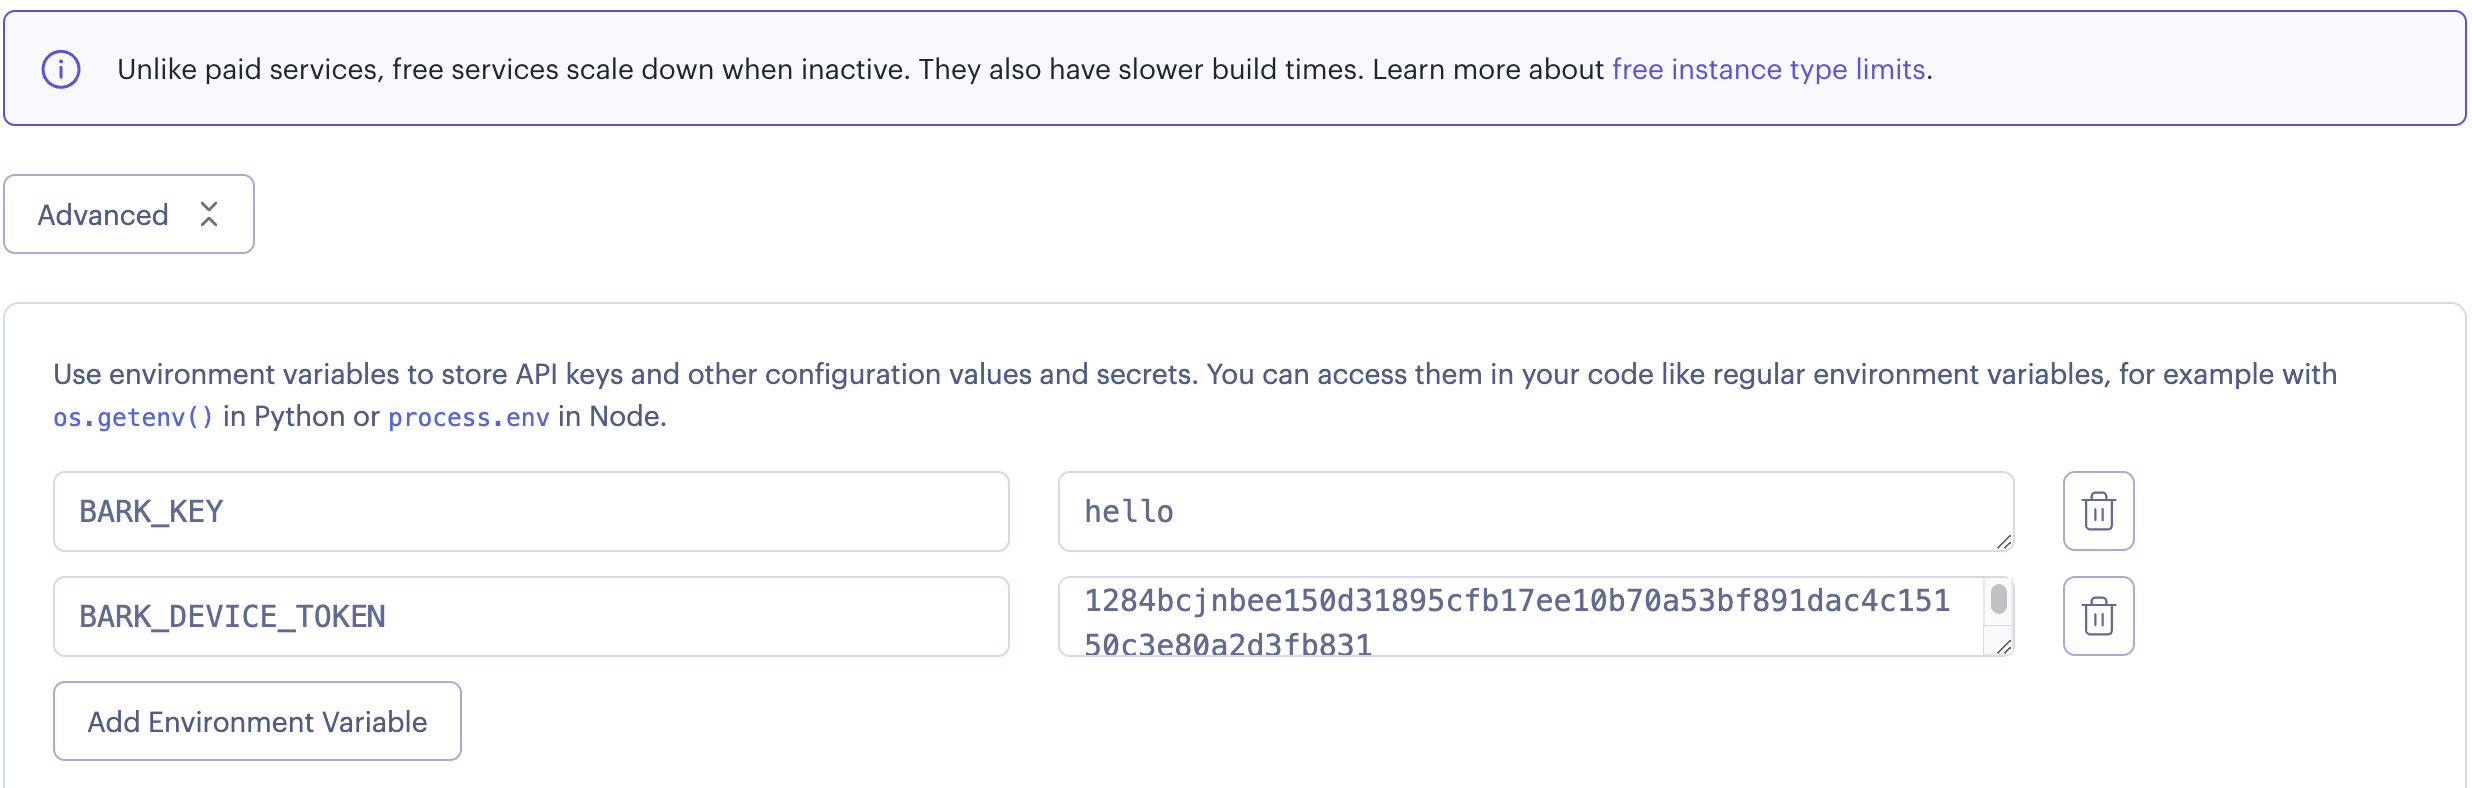 Unlike paid services, free services scale down when inactive. They also have slower build times. Learn more about free instance type limits.
Advanced
Use environment variables to store API keys and other configuration values and secrets. You can access them in your code like regular environment variables, for example with
os.getenv() in Python or process.env in Node.
BARK_KEY
hello
BARK_DEVICE_TOKEN
1284bcjnbee150d31895cfb17ee10b70a53bf891dac4c151
50c3e80a2d3fb831
Add Environment Variable